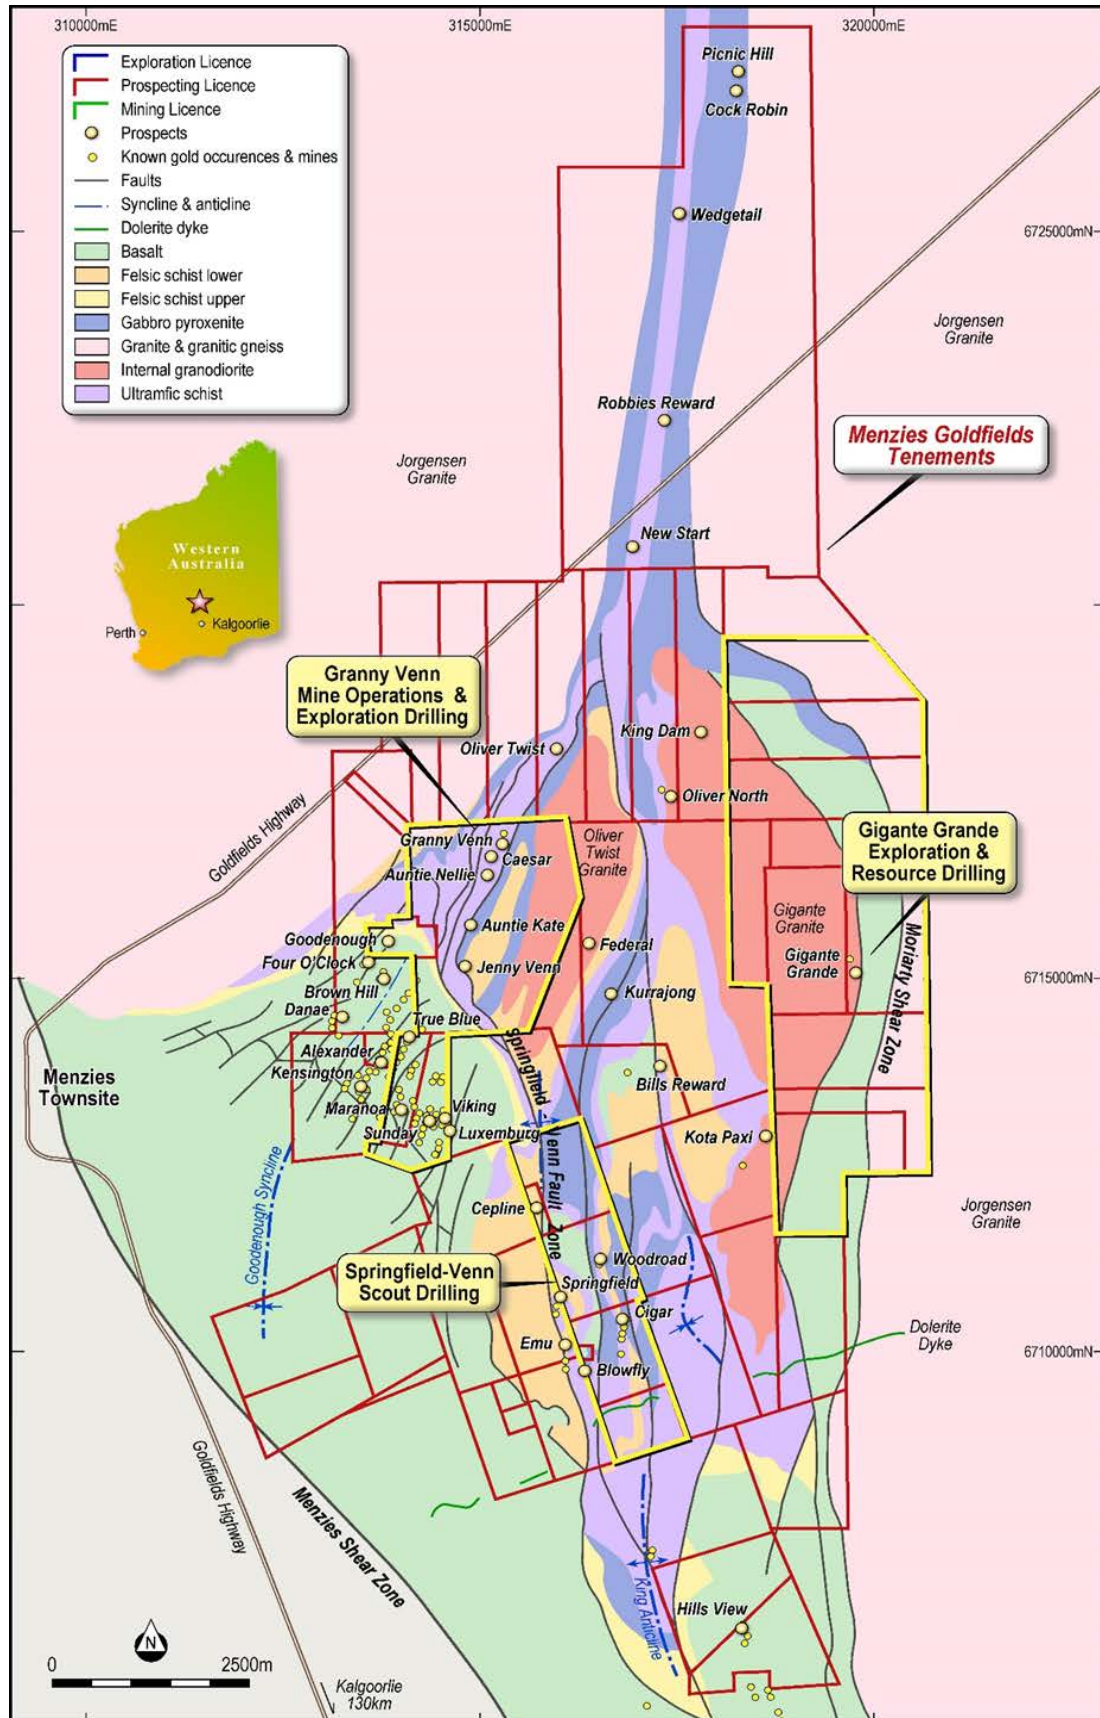 310000mE
315000mE
320000mE
Exploration Licence
Prospecting Licence
Mining Licence
Prospects
Known gold occurences & mines
Faults
Syncline & anticline
Dolerite dyke
Basalt
Felsic schist lower
Felsic schist upper
Gabbro pyroxenite
Granite & granitic gneiss
Internal granodiorite
Ultramfic schist
Picnic Hill
Cock Robin
Wedgetail
6725000mN
Jorgensen
Granite
Robbies Reward
Menzies Goldfields
Tenements
Jorgensen
Granite
Western
Australia
Kalgoorlie
Perth
New Start
Granny Venn
Mine Operations &
Exploration Drilling
King Dam
Oliver Twist
Oliver North
Goldfields Highway
Granny Venn
Caesar
Auntie Nellie
Oliver
Twist
Granite
Gigante Grande
Exploration &
Resource Drilling
Gigante
Granite
Auntie Kate
Goodenough
Federal
Four O'Clock
Jenny Venn
Gigante
Grande
Moriarty Shear Zone
6715000mN
Brown Hill
Kurrajong
Danae
True Blue
Alexander
Kensington
Menzies
Townsite
Springfield - Venn Fault Zone
Bills Reward
Maranoa
Viking
Sunday
Luxemburg
Kota Paxi
Goodenough Syncline
Cepline
Jorgensen
Granite
Woodroad
Springfield-Venn
Scout Drilling
Springfield
Cigar
Emu
Blowfly
Dolerite
Dyke
6710000mN
Goldfields Highway
Menzies Shear Zone
King Anticline
Hills View
N
0
2500m
Kalgoorlie
130km